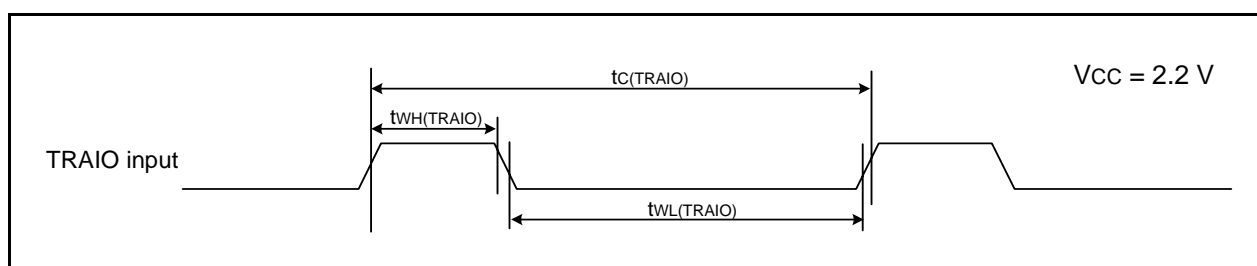 tC(TRAIO)
VCC = 2.2 V
tWH(TRAIO)
TRAIO input
tWL(TRAIO)